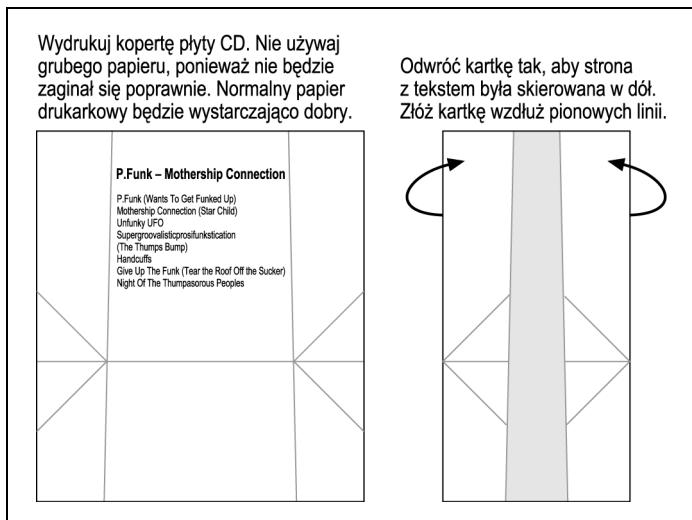 Wydrukuj kopertę płyty CD. Nie używaj
grubego papieru, ponieważ nie będzie
zaginał się poprawnie. Normalny papier
drukarkowy będzie wystarczająco dobry.
Odwróć kartkę tak, aby strona
z tekstem była skierowana w dół.
Złóż kartkę wzdłuż pionowych linii.
P.Funk – Mothership Connection
P.Funk (Wants To Get Funked Up)
Mothership Connection (Star Child)
Unfunky UFO
Supergroovalisticprosifunkstication
(The Thumps Bump)
Handcuffs
Give Up The Funk (Tear the Roof Off the Sucker)
Night Of The Thumpasorous Peoples